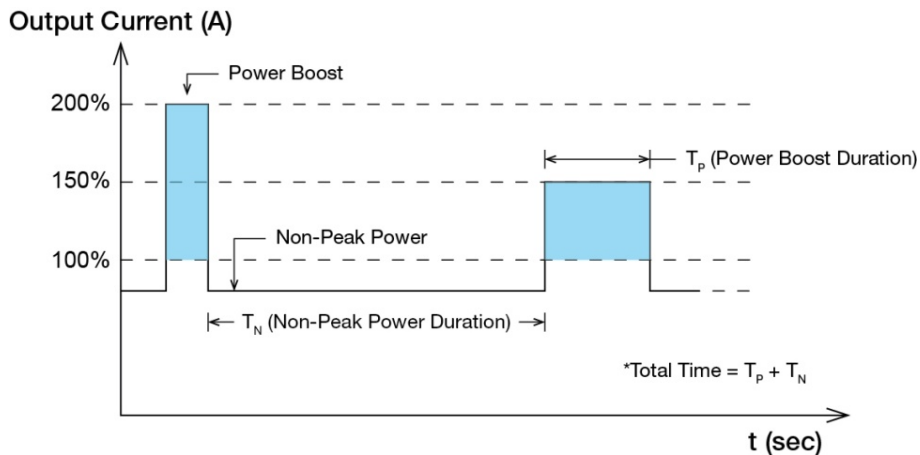 Output Current (A)
Power Boost
200%
T_P (Power Boost Duration)
150%
Non-Peak Power
100%
T_N (Non-Peak Power Duration)
*Total Time = T_P + T_N
t (sec)